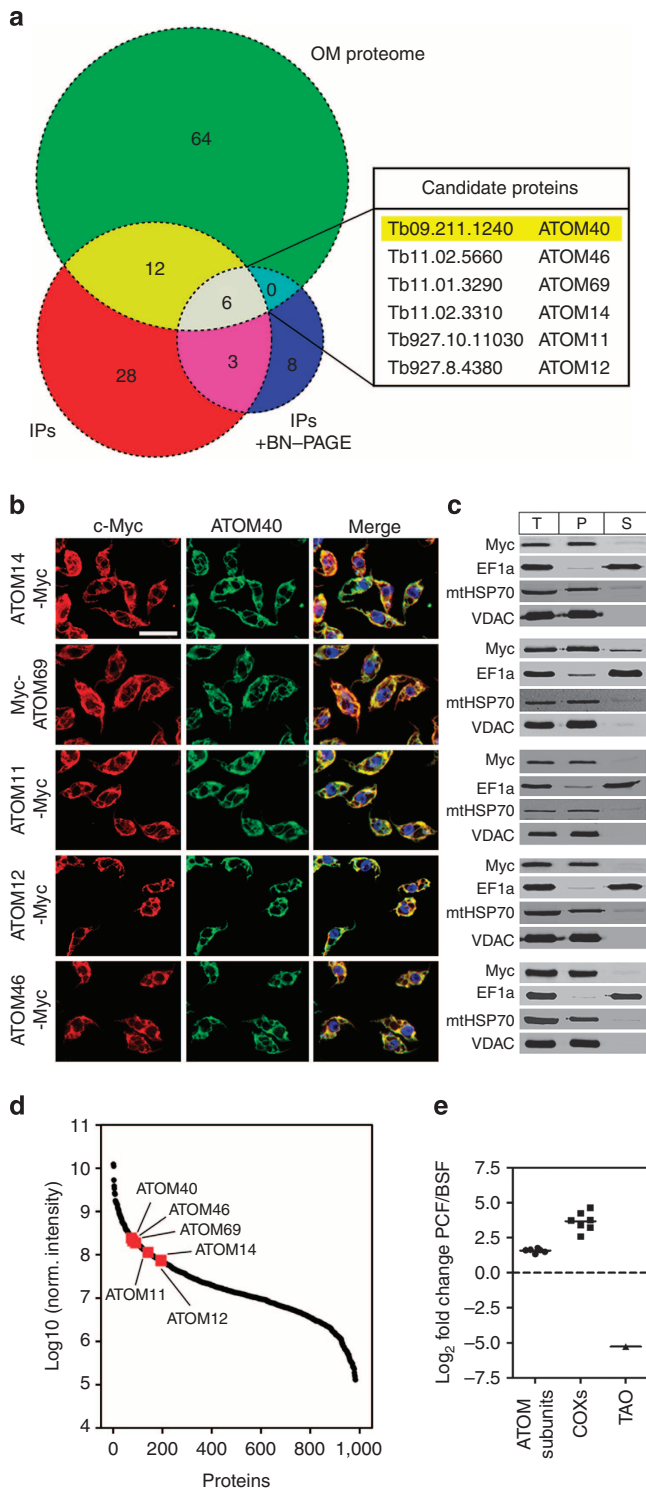 a
OM proteome
64
12
6
0
28
3
8
IPs
IPs
+BN–PAGE
Candidate proteins
Tb09.211.1240 ATOM40
Tb11.02.5660 ATOM46
Tb11.01.3290 ATOM69
Tb11.02.3310 ATOM14
Tb927.10.11030 ATOM11
Tb927.8.4380 ATOM12
b
c-Myc ATOM40 Merge
ATOM14
-Myc
Myc-
ATOM69
ATOM11
-Myc
ATOM12
-Myc
ATOM46
-Myc
c
T P S
Myc
EF1a
mtHSP70
VDAC
Myc
EF1a
mtHSP70
VDAC
Myc
EF1a
mtHSP70
VDAC
Myc
EF1a
mtHSP70
VDAC
Myc
EF1a
mtHSP70
VDAC
d
Log10 (norm. intensity)
11
10
9
8
7
6
5
4
ATOM40
ATOM46
ATOM69
ATOM14
ATOM11
ATOM12
0 200 400 600 800 1,000
Proteins
e
Log2 fold change PCF/BSF
7.5
5.0
2.5
0.0
−2.5
−5.0
−7.5
ATOM
subunits
COXs
TAO